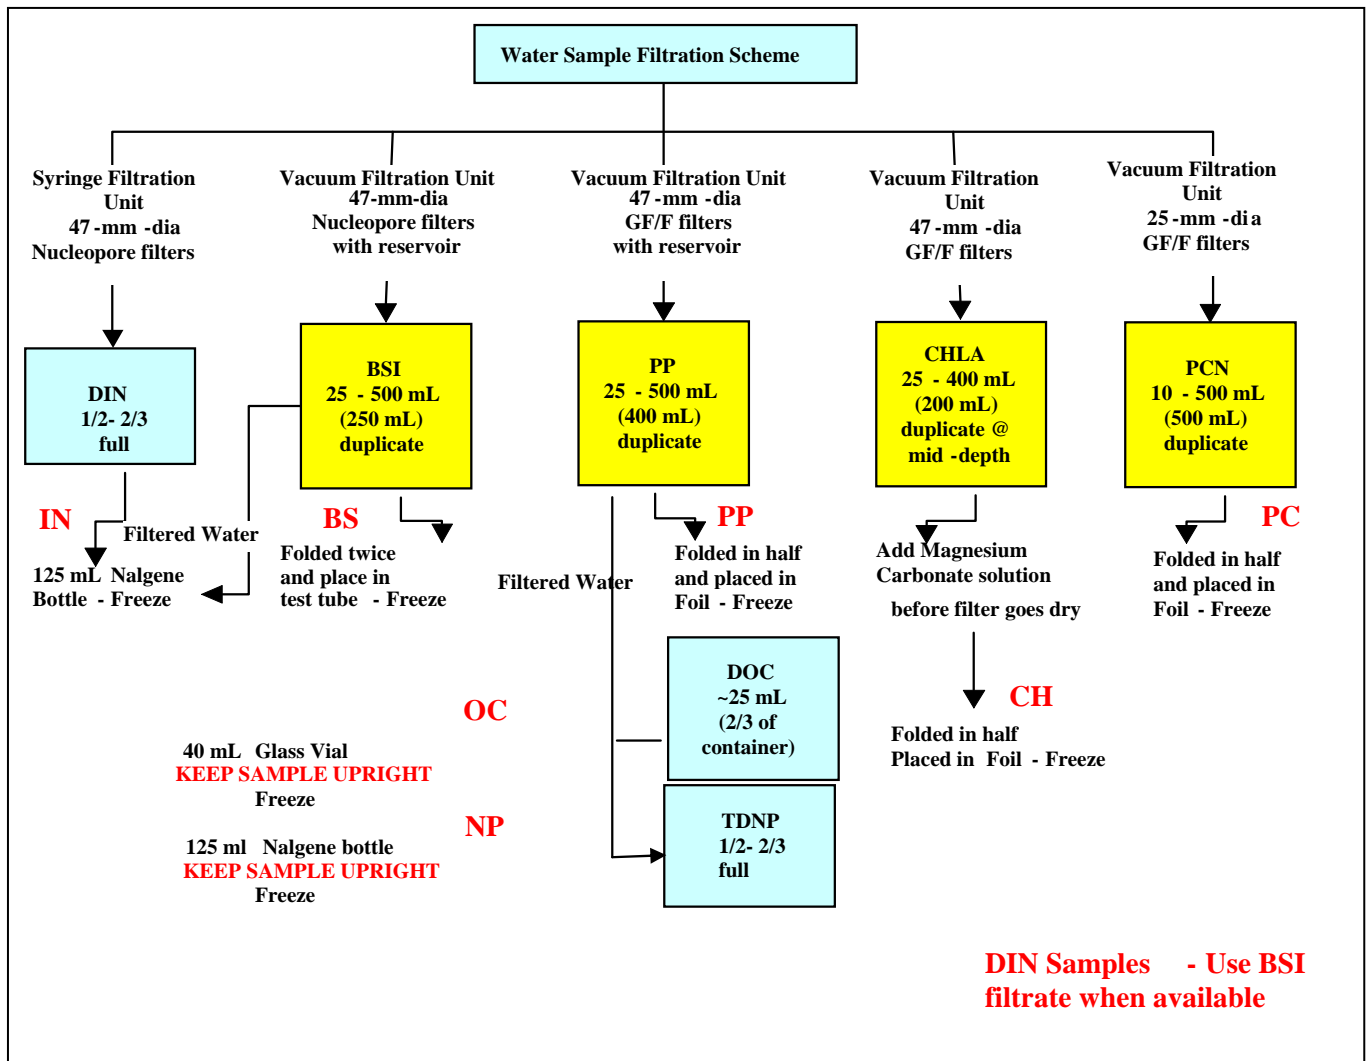 Water Sample Filtration Scheme
Syringe Filtration
Unit
47 -mm -dia
Nucleopore filters
Vacuum Filtration Unit
47-mm-dia
Nucleopore filters
with reservoir
Vacuum Filtration Unit
47 -mm -dia
GF/F filters
with reservoir
Vacuum Filtration
Unit
47 -mm -dia
GF/F filters
Vacuum Filtration
Unit
25 -mm -dia
GF/F filters
DIN
1/2- 2/3
full
BSI
25 - 500 mL
(250 mL)
duplicate
PP
25 - 500 mL
(400 mL)
duplicate
CHLA
25 - 400 mL
(200 mL)
duplicate @
mid -depth
PCN
10 - 500 mL
(500 mL)
duplicate
IN
Filtered Water
125 mL Nalgene
Bottle - Freeze
BS
Folded twice
and place in
test tube - Freeze
Filtered Water
PP
Folded in half
and placed in
Foil - Freeze
Add Magnesium
Carbonate solution
before filter goes dry
CH
Folded in half
Placed in Foil - Freeze
PC
Folded in half
and placed in
Foil - Freeze
DOC
~25 mL
(2/3 of
container)
OC
40 mL Glass Vial
KEEP SAMPLE UPRIGHT
Freeze
TDNP
1/2- 2/3
full
NP
125 ml Nalgene bottle
KEEP SAMPLE UPRIGHT
Freeze
DIN Samples - Use BSI
filtrate when available